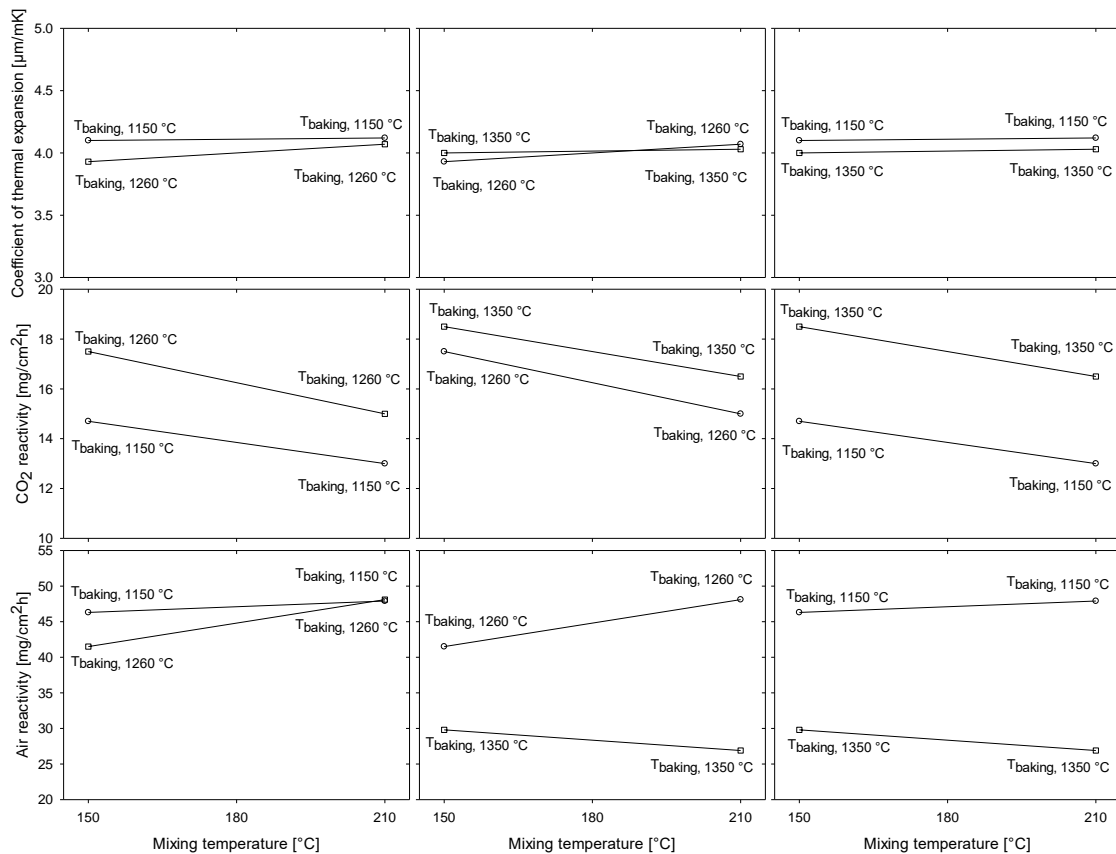 Coefficient of thermal expansion [µm/mK]
5.0
4.5
4.0
3.5
3.0
Tbaking, 1150 °C
Tbaking, 1150 °C
Tbaking, 1260 °C
Tbaking, 1260 °C
Tbaking, 1350 °C
Tbaking, 1260 °C
Tbaking, 1260 °C
Tbaking, 1350 °C
Tbaking, 1150 °C
Tbaking, 1150 °C
Tbaking, 1350 °C
Tbaking, 1350 °C
CO2 reactivity [mg/cm2h]
20
18
16
14
12
10
Tbaking, 1260 °C
Tbaking, 1260 °C
Tbaking, 1150 °C
Tbaking, 1150 °C
Tbaking, 1350 °C
Tbaking, 1350 °C
Tbaking, 1260 °C
Tbaking, 1260 °C
Tbaking, 1350 °C
Tbaking, 1350 °C
Tbaking, 1150 °C
Tbaking, 1150 °C
Air reactivity [mg/cm2h]
55
50
45
40
35
30
25
20
Tbaking, 1150 °C
Tbaking, 1150 °C
Tbaking, 1260 °C
Tbaking, 1260 °C
Tbaking, 1260 °C
Tbaking, 1260 °C
Tbaking, 1350 °C
Tbaking, 1350 °C
Tbaking, 1150 °C
Tbaking, 1150 °C
Tbaking, 1350 °C
Tbaking, 1350 °C
150 180 210
150 180 210
150 180 210
Mixing temperature [°C]
Mixing temperature [°C]
Mixing temperature [°C]